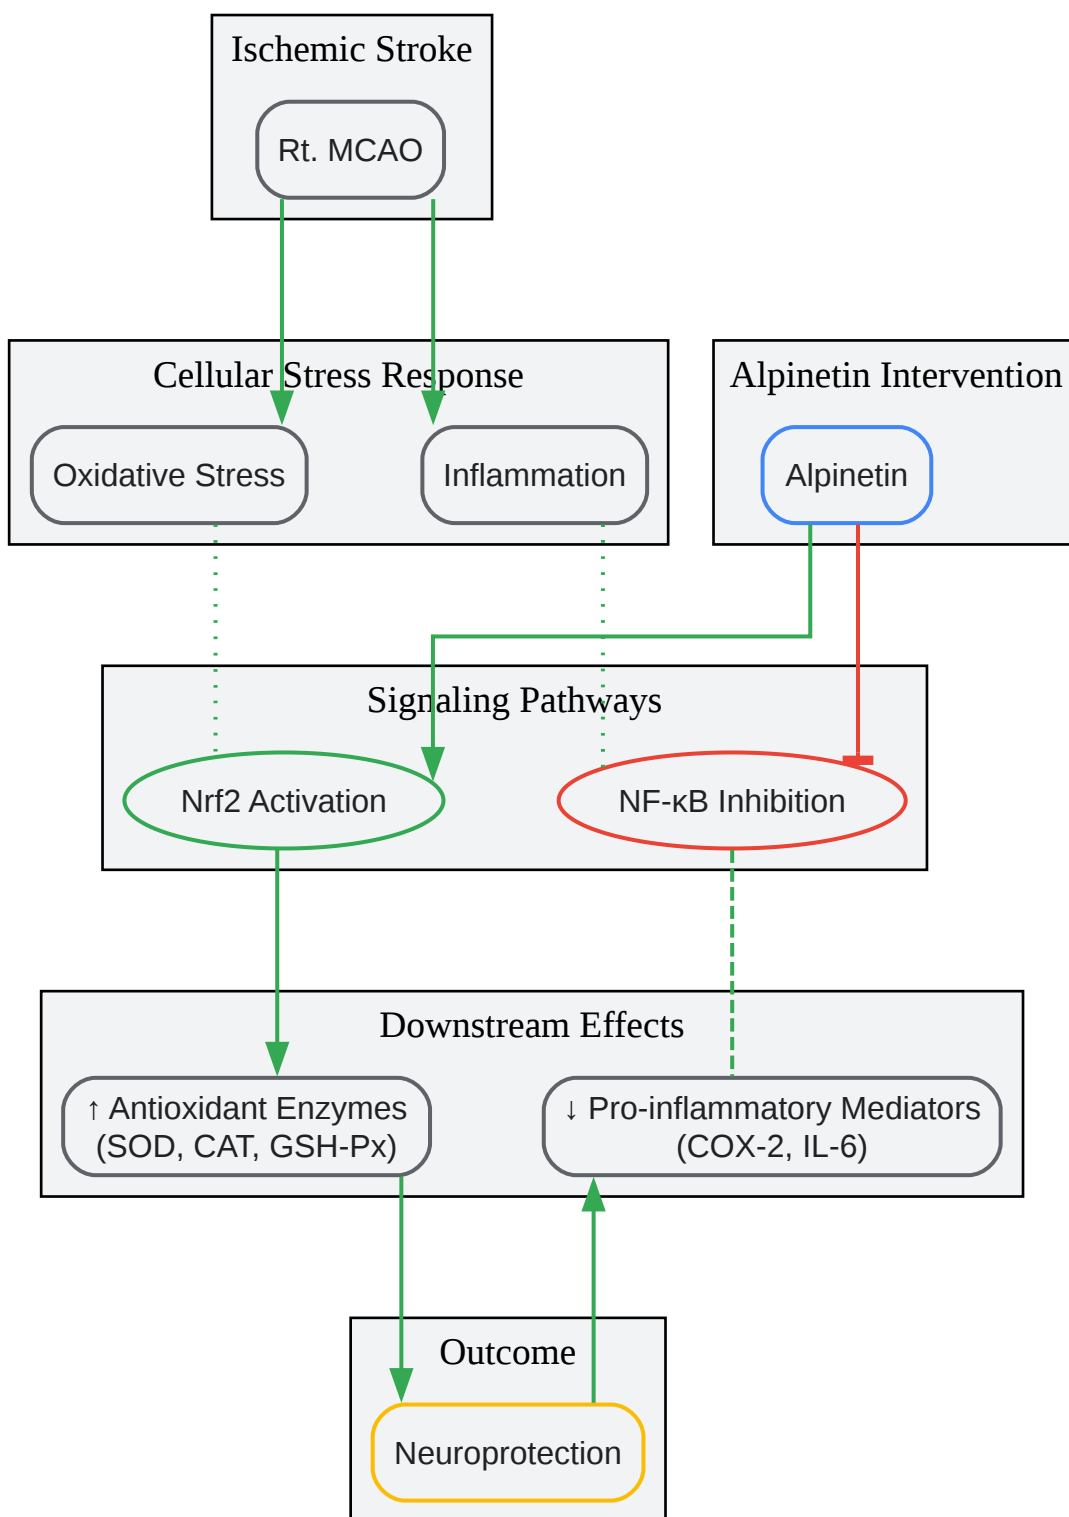 Ischemic Stroke
Rt. MCAO
Cellular Stress Response
Oxidative Stress
Inflammation
Alpinetin Intervention
Alpinetin
Signaling Pathways
Nrf2 Activation
NF-κB Inhibition
Downstream Effects
↑ Antioxidant Enzymes
(SOD, CAT, GSH-Px)
↓ Pro-inflammatory Mediators
(COX-2, IL-6)
Outcome
Neuroprotection